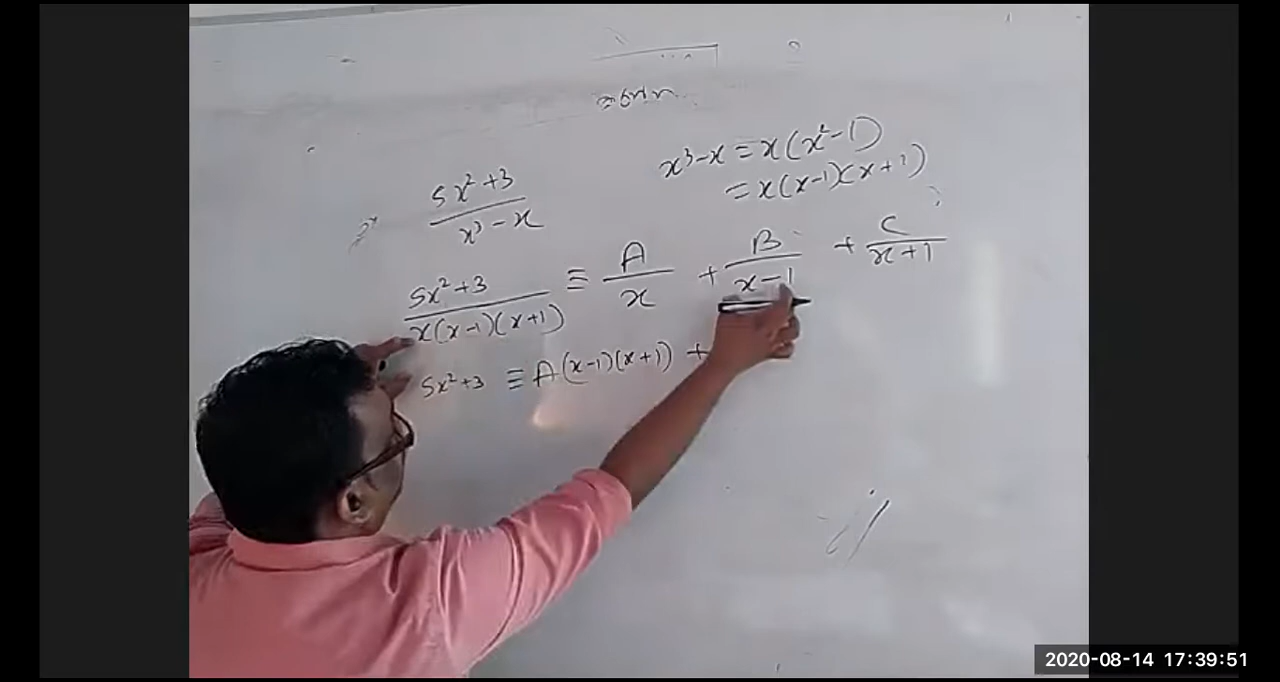 x³-x ≡ x(x²-1)
= x(x-1)(x+1)
5x²+3 / x³-x
5x²+3 / x(x-1)(x+1) ≡ A/x + B/x-1 + C/x+1
5x²+3 ≡ A(x-1)(x+1) +
2020-08-14 17:39:51